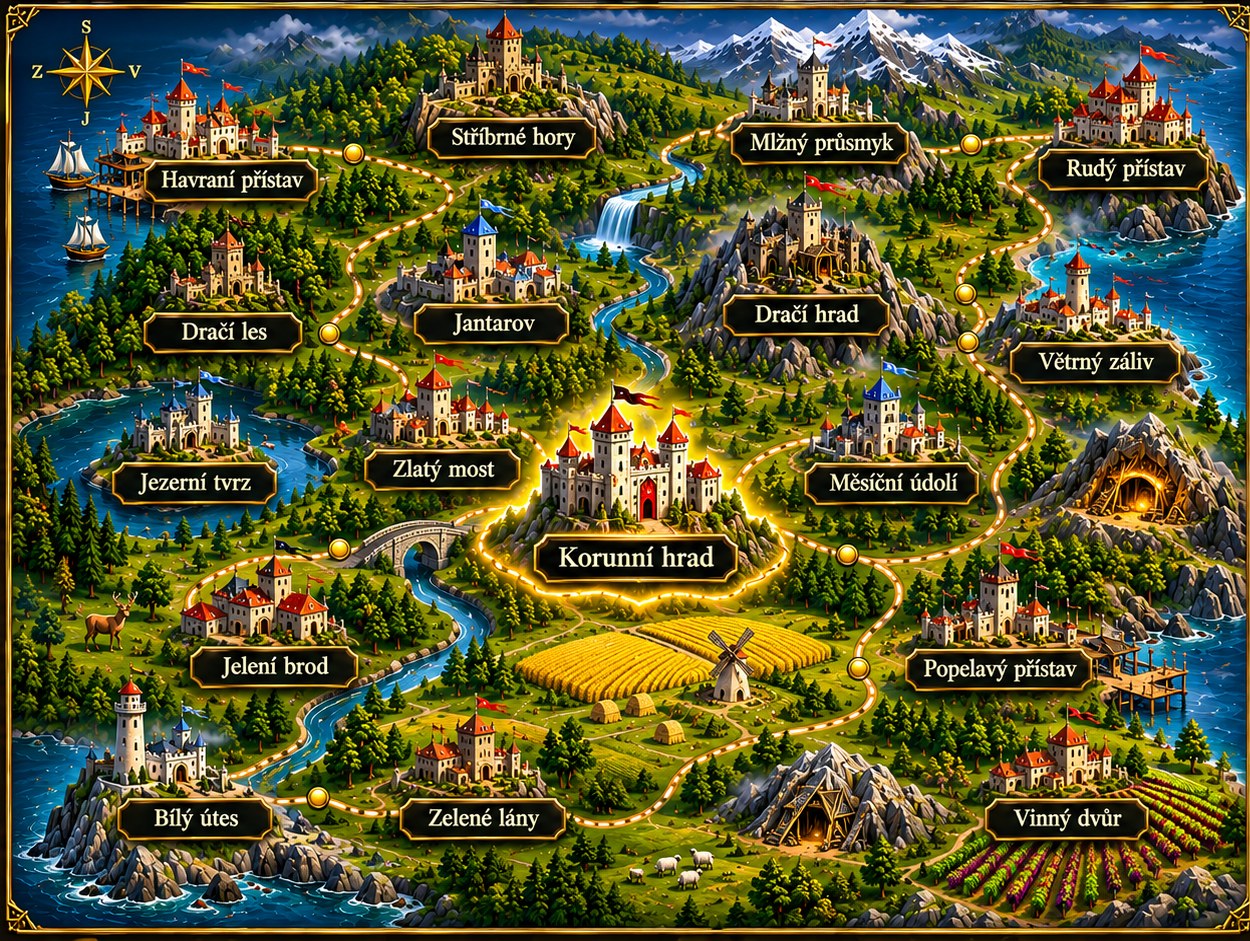 S
Z
V
J
Stříbrné hory
Mlžný průsmyk
Rudý přístav
Havraní přístav
Dračí les
Jantarov
Dračí hrad
Větrný záliv
Jezerní tvrz
Zlatý most
Měsíční údolí
Korunní hrad
Jelení brod
Popelavý přístav
Bílý útes
Zelené lány
Vinný dvůr